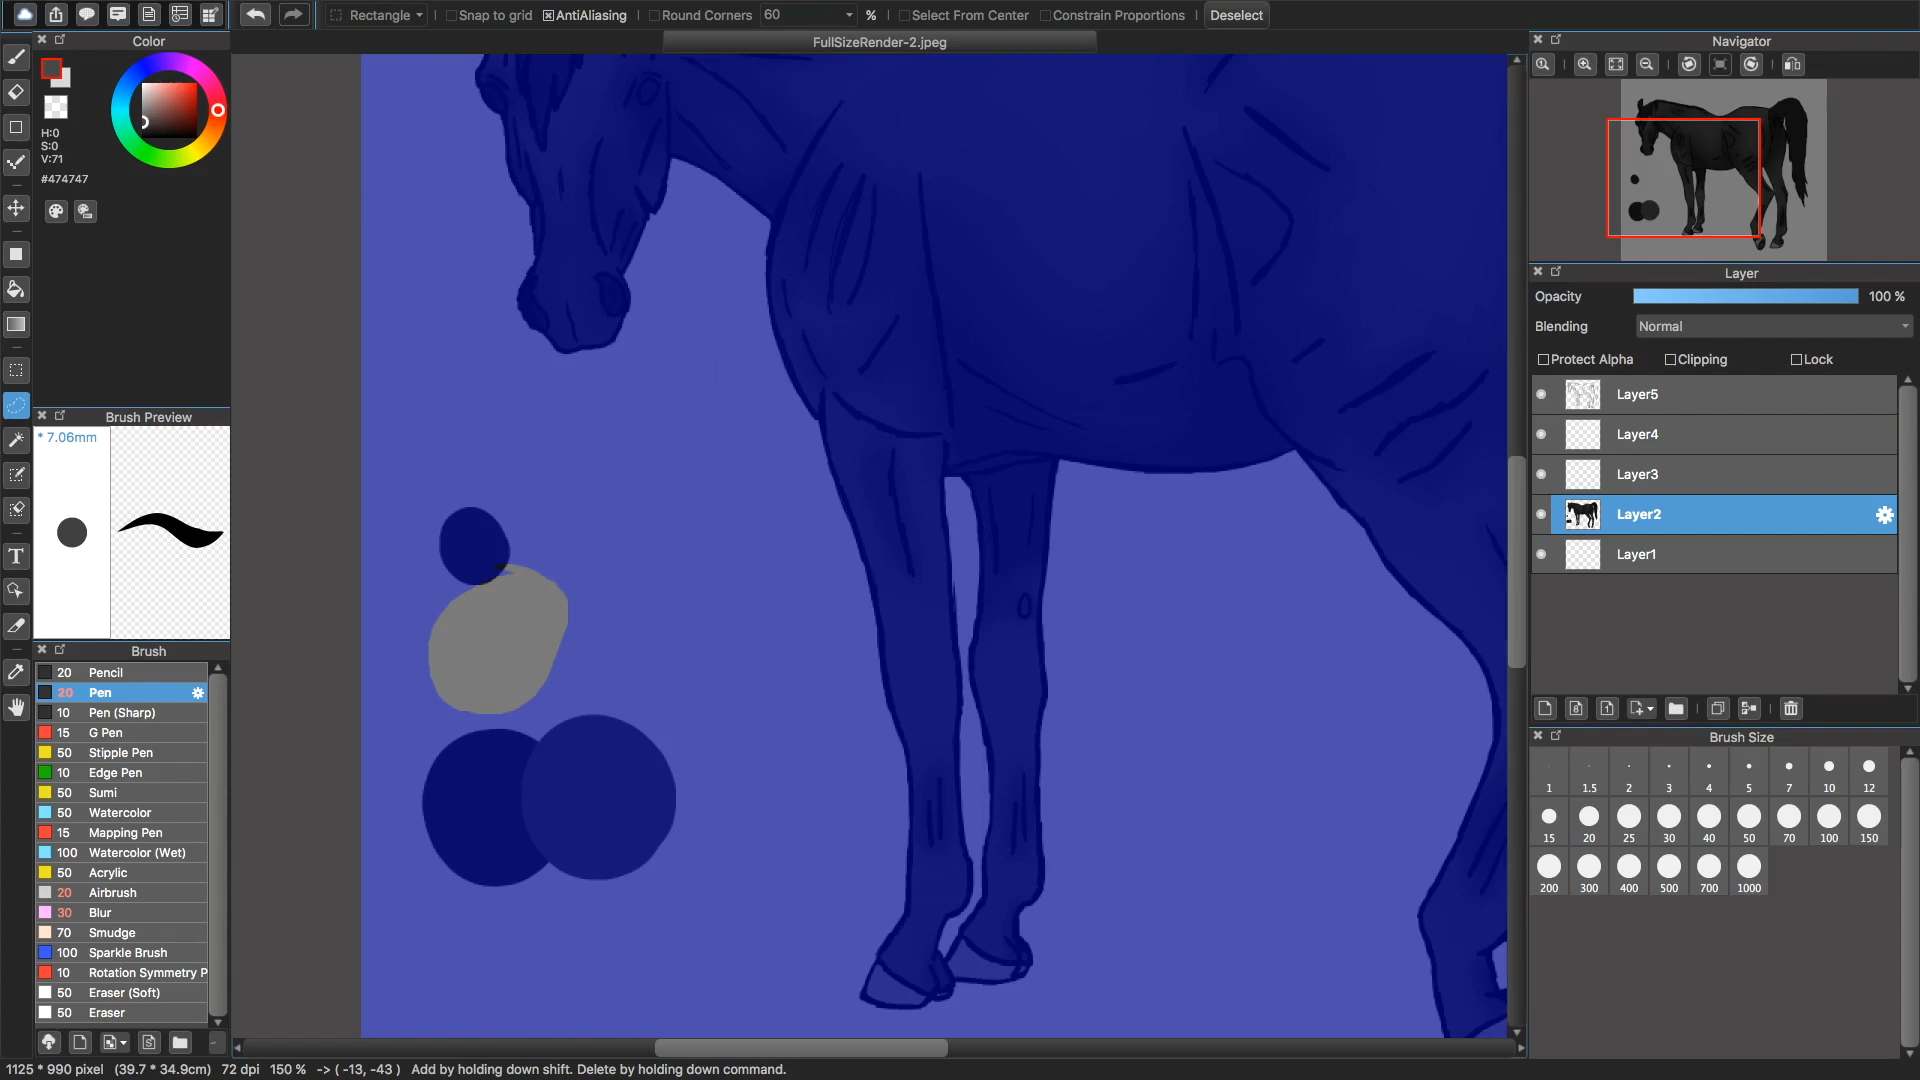 Rectangle
Snap to grid
AntiAliasing
Round Corners
60
%
Select From Center
Constrain Proportions
Deselect
FullSizeRender-2.jpeg
Color
H:0
S:0
V:71
#474747
Brush Preview
* 7.06mm
Brush
20 Pencil
20 Pen
10 Pen (Sharp)
15 G Pen
50 Stipple Pen
10 Edge Pen
50 Sumi
50 Watercolor
15 Mapping Pen
100 Watercolor (Wet)
50 Acrylic
20 Airbrush
30 Blur
70 Smudge
100 Sparkle Brush
10 Rotation Symmetry P
50 Eraser (Soft)
50 Eraser
Navigator
Layer
Opacity
100 %
Blending
Normal
Protect Alpha
Clipping
Lock
Layer5
Layer4
Layer3
Layer2
Layer1
Brush Size
1 1.5 2 3 4 5 7 10 12
15 20 25 30 40 50 70 100 150
200 300 400 500 700 1000
1125 * 990 pixel (39.7 * 34.9cm) 72 dpi 150 % -> ( -13, -43 ) Add by holding down shift. Delete by holding down command.